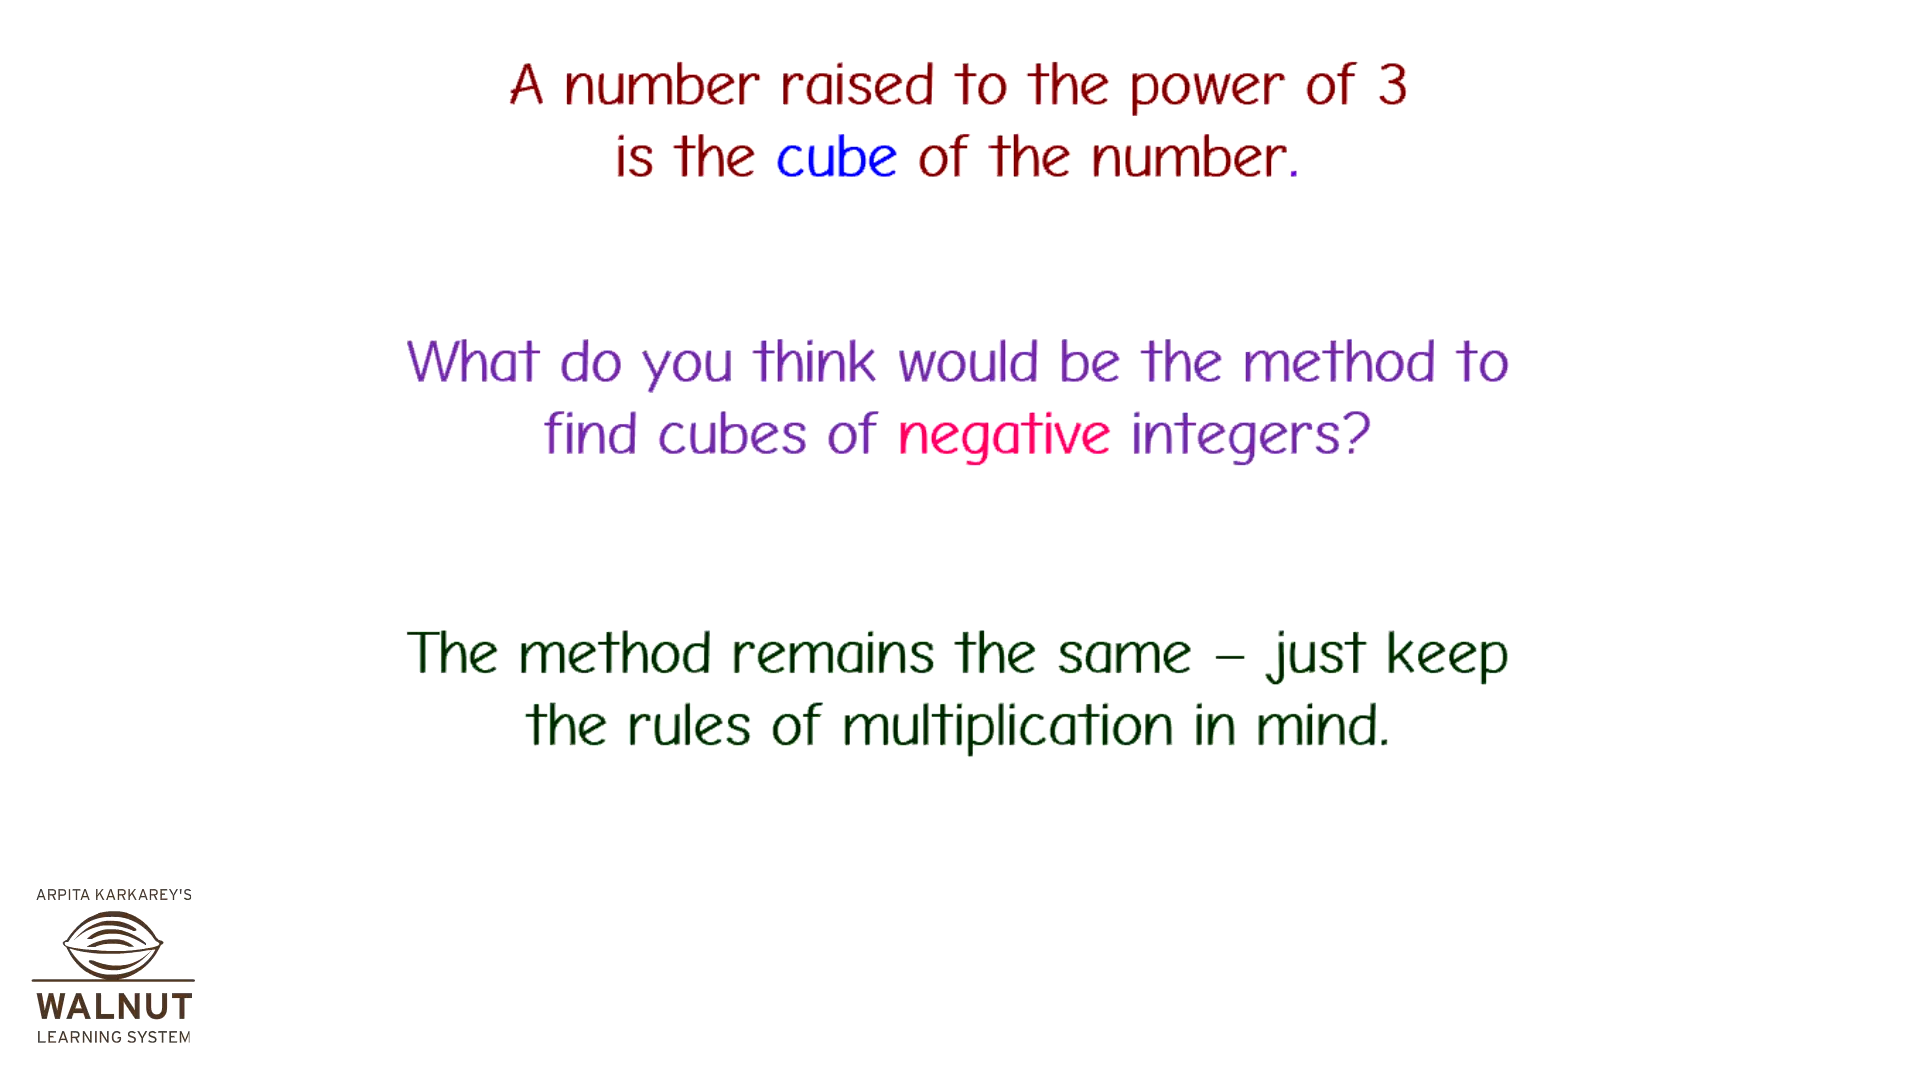 A number raised to the power of 3
is the cube of the number.
What do you think would be the method to
find cubes of negative integers?
The method remains the same – just keep
the rules of multiplication in mind.
ARPITA KARKAREY'S
WALNUT
LEARNING SYSTEM